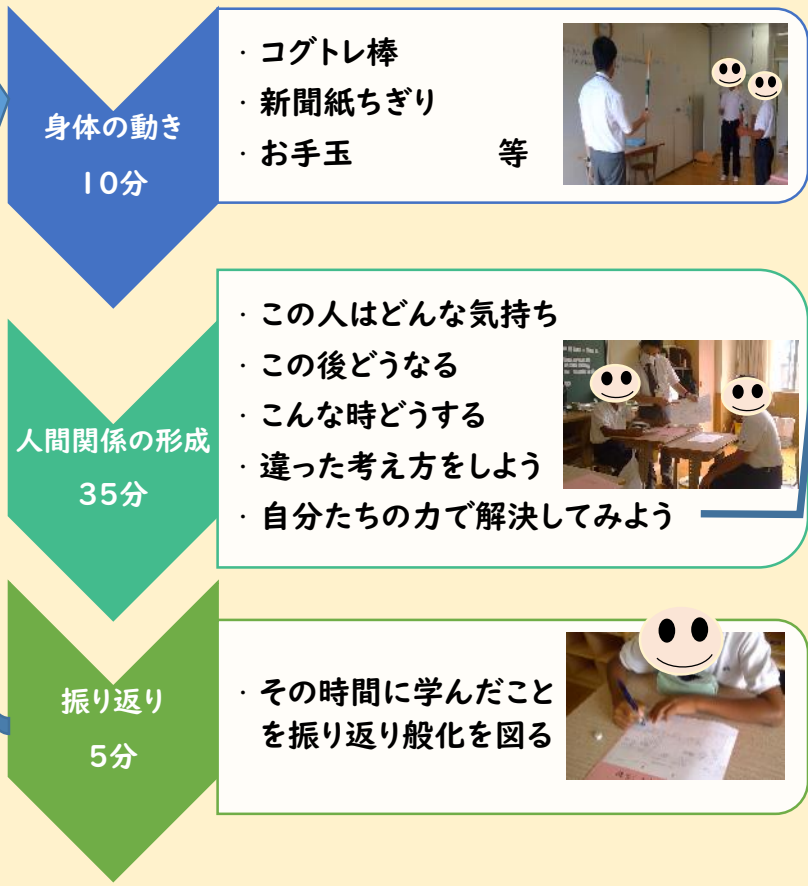 身体の動き
10分
・コグトレ棒
・新聞紙ちぎり
・お手玉 等
人間関係の形成
35分
・この人はどんな気持ち
・この後どうなる
・こんな時どうする
・違った考え方をしよう
・自分たちの力で解決してみよう
振り返り
5分
・その時間に学んだこと
を振り返り般化を図る